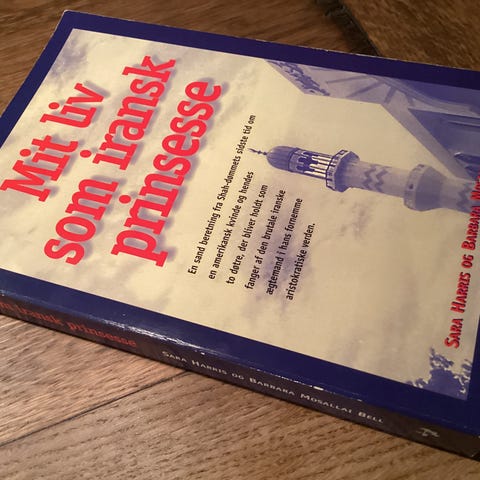 Mit liv
som iransk
prinsesse
En sand beretning fra Shah-dømmets sidste tid om
en amerikansk kvinde og hendes
to døtre, der bliver holdt som
fanger af den brutale iranske
ægtemand i hans fornemme
aristokratiske verden.
SARA HARRIS OG BARBARA
iransk prinsesse
SARA HARRIS OG BARBARA MOSALLAI BELL